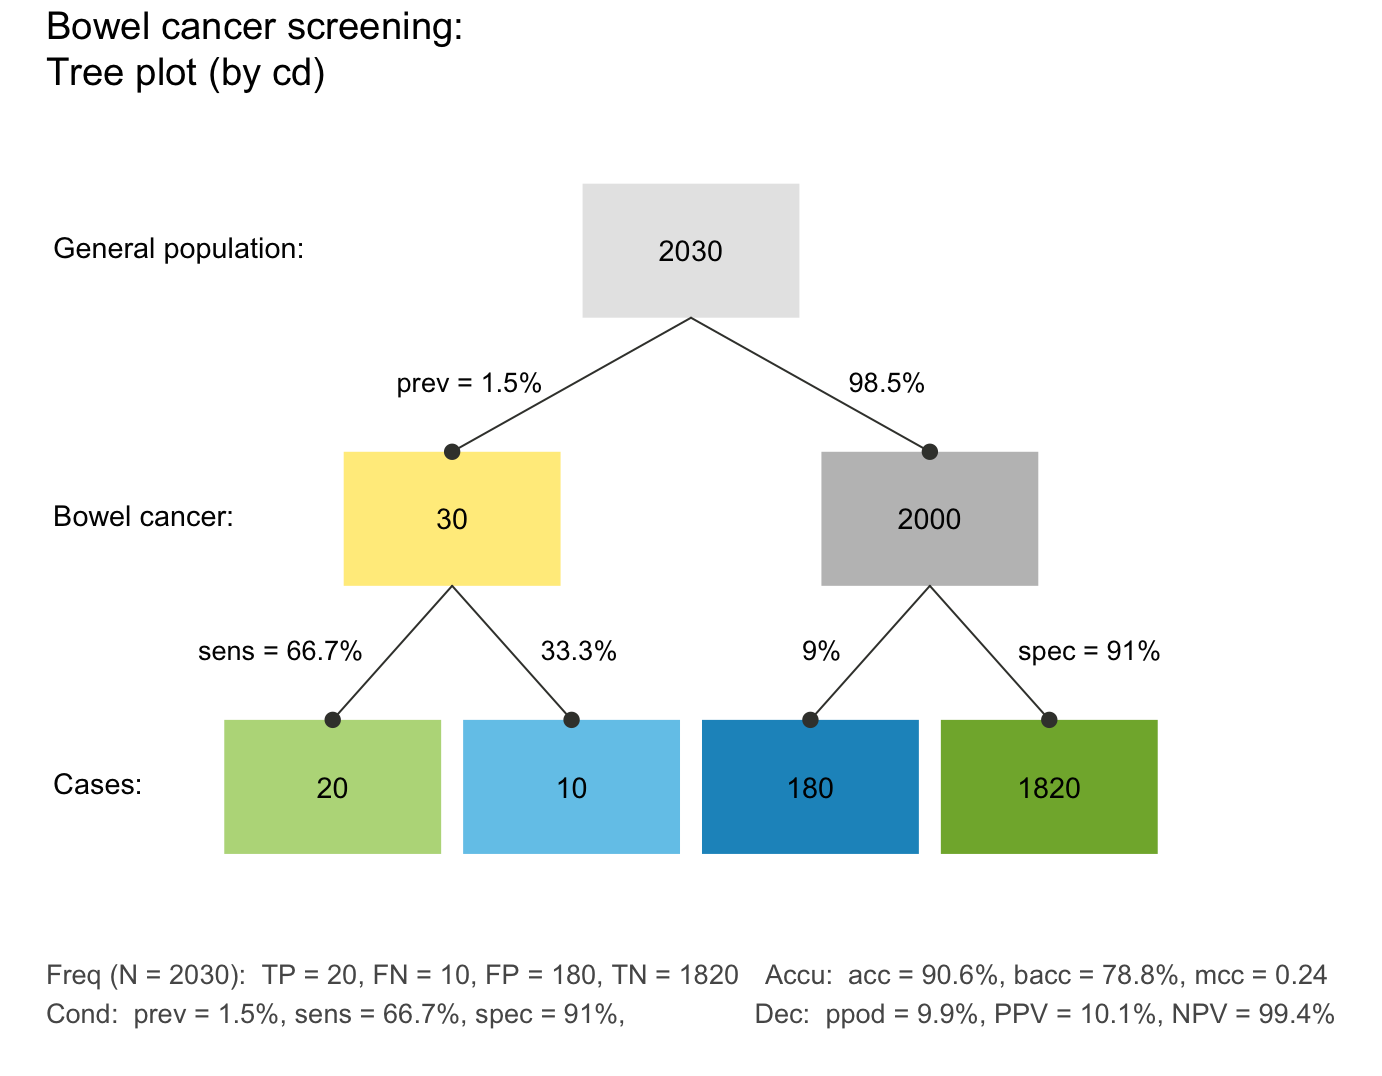 Bowel cancer screening:
Tree plot (by cd)
General population:
2030
prev = 1.5%
98.5%
Bowel cancer:
30
2000
sens = 66.7%
33.3%
9%
spec = 91%
Cases:
20
10
180
1820
Freq (N = 2030):  TP = 20, FN = 10, FP = 180, TN = 1820
Accu:  acc = 90.6%, bacc = 78.8%, mcc = 0.24
Cond:  prev = 1.5%, sens = 66.7%, spec = 91%,
Dec:  ppod = 9.9%, PPV = 10.1%, NPV = 99.4%